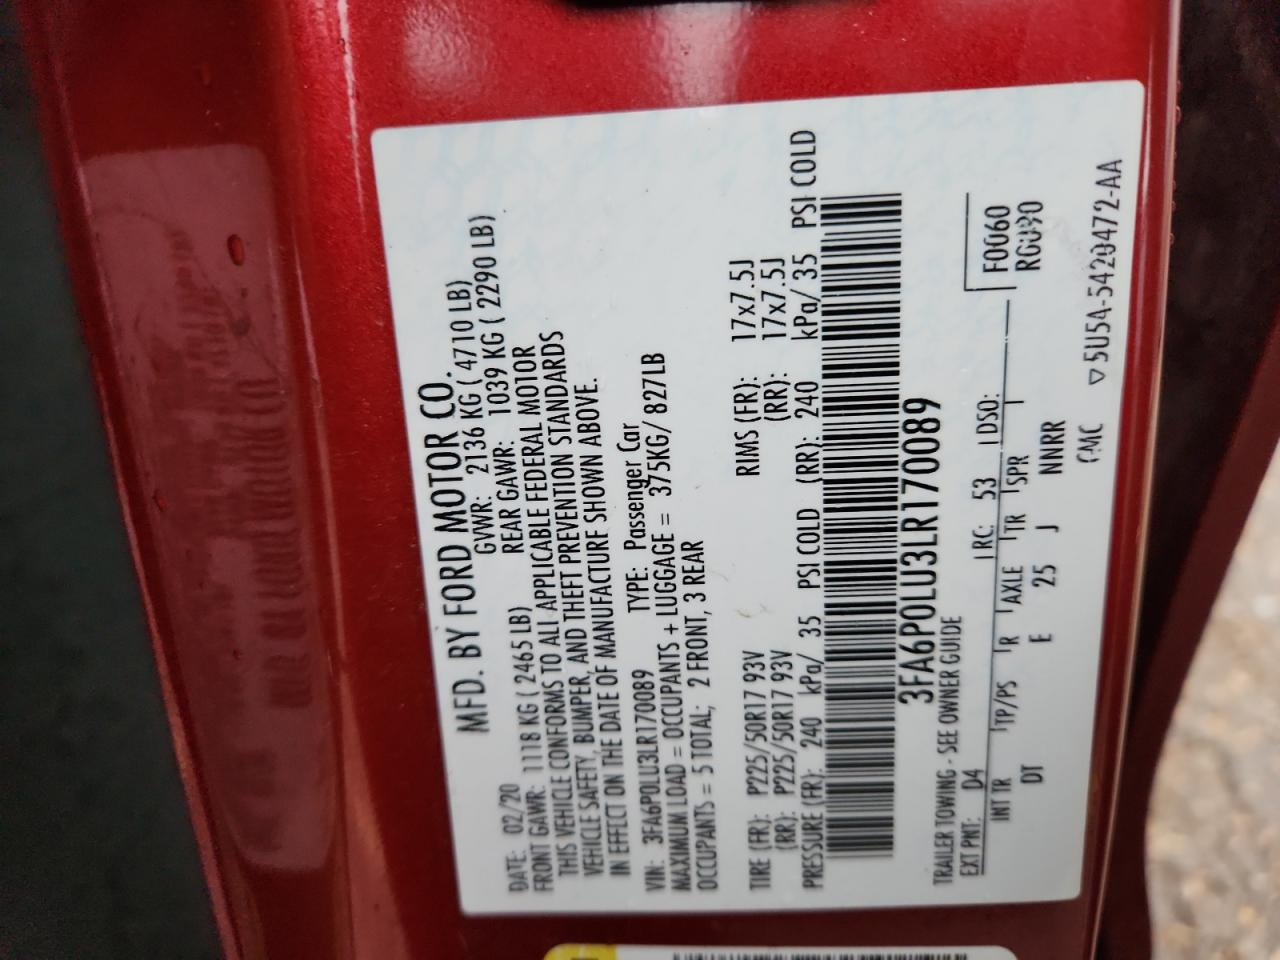 MFD. BY FORD MOTOR CO.
DATE: 02/20 GVWR: 2136 KG ( 4710 LB)
FRONT GAWR: 1118 KG ( 2465 LB) REAR GAWR: 1039 KG ( 2290 LB)
THIS VEHICLE CONFORMS TO ALL APPLICABLE FEDERAL MOTOR
VEHICLE SAFETY, BUMPER, AND THEFT PREVENTION STANDARDS
IN EFFECT ON THE DATE OF MANUFACTURE SHOWN ABOVE.
VIN: 3FA6P0LU3LR170089 TYPE: Passenger Car
MAXIMUM LOAD = OCCUPANTS + LUGGAGE = 375KG/ 827LB
OCCUPANTS = 5 TOTAL; 2 FRONT, 3 REAR
TIRE (FR): P225/50R17 93V RIMS (FR): 17x7.5J
(RR): P225/50R17 93V (RR): 17x7.5J
PRESSURE (FR): 240 kPa/ 35 PSI COLD (RR): 240 kPa/ 35 PSI COLD
3FA6P0LU3LR170089
TRAILER TOWING - SEE OWNER GUIDE
EXT PNT: D4 RC: 53 DSO: F0060
INT TR TP/PS R AXLE TR SPR
DT E 25 J NNRR
▽ 5U54-5420472-AA